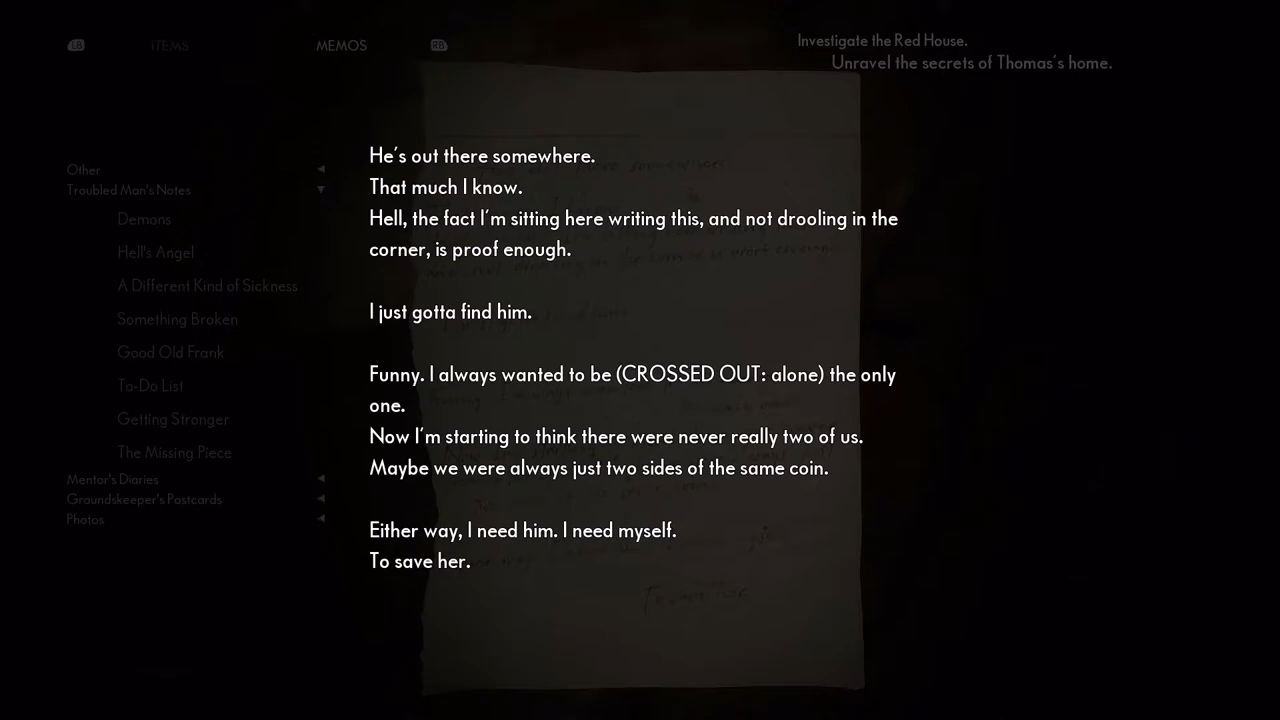 LB
ITEMS
MEMOS
RB
Investigate the Red House.
Unravel the secrets of Thomas's home.
Other
Troubled Man's Notes
Demons
Hell's Angel
A Different Kind of Sickness
Something Broken
Good Old Frank
To-Do List
Getting Stronger
The Missing Piece
Mentor's Diaries
Groundskeeper's Postcards
Photos
He's out there somewhere.
That much I know.
Hell, the fact I'm sitting here writing this, and not drooling in the
corner, is proof enough.
I just gotta find him.
Funny. I always wanted to be (CROSSED OUT: alone) the only
one.
Now I'm starting to think there were never really two of us.
Maybe we were always just two sides of the same coin.
Either way, I need him. I need myself.
To save her.